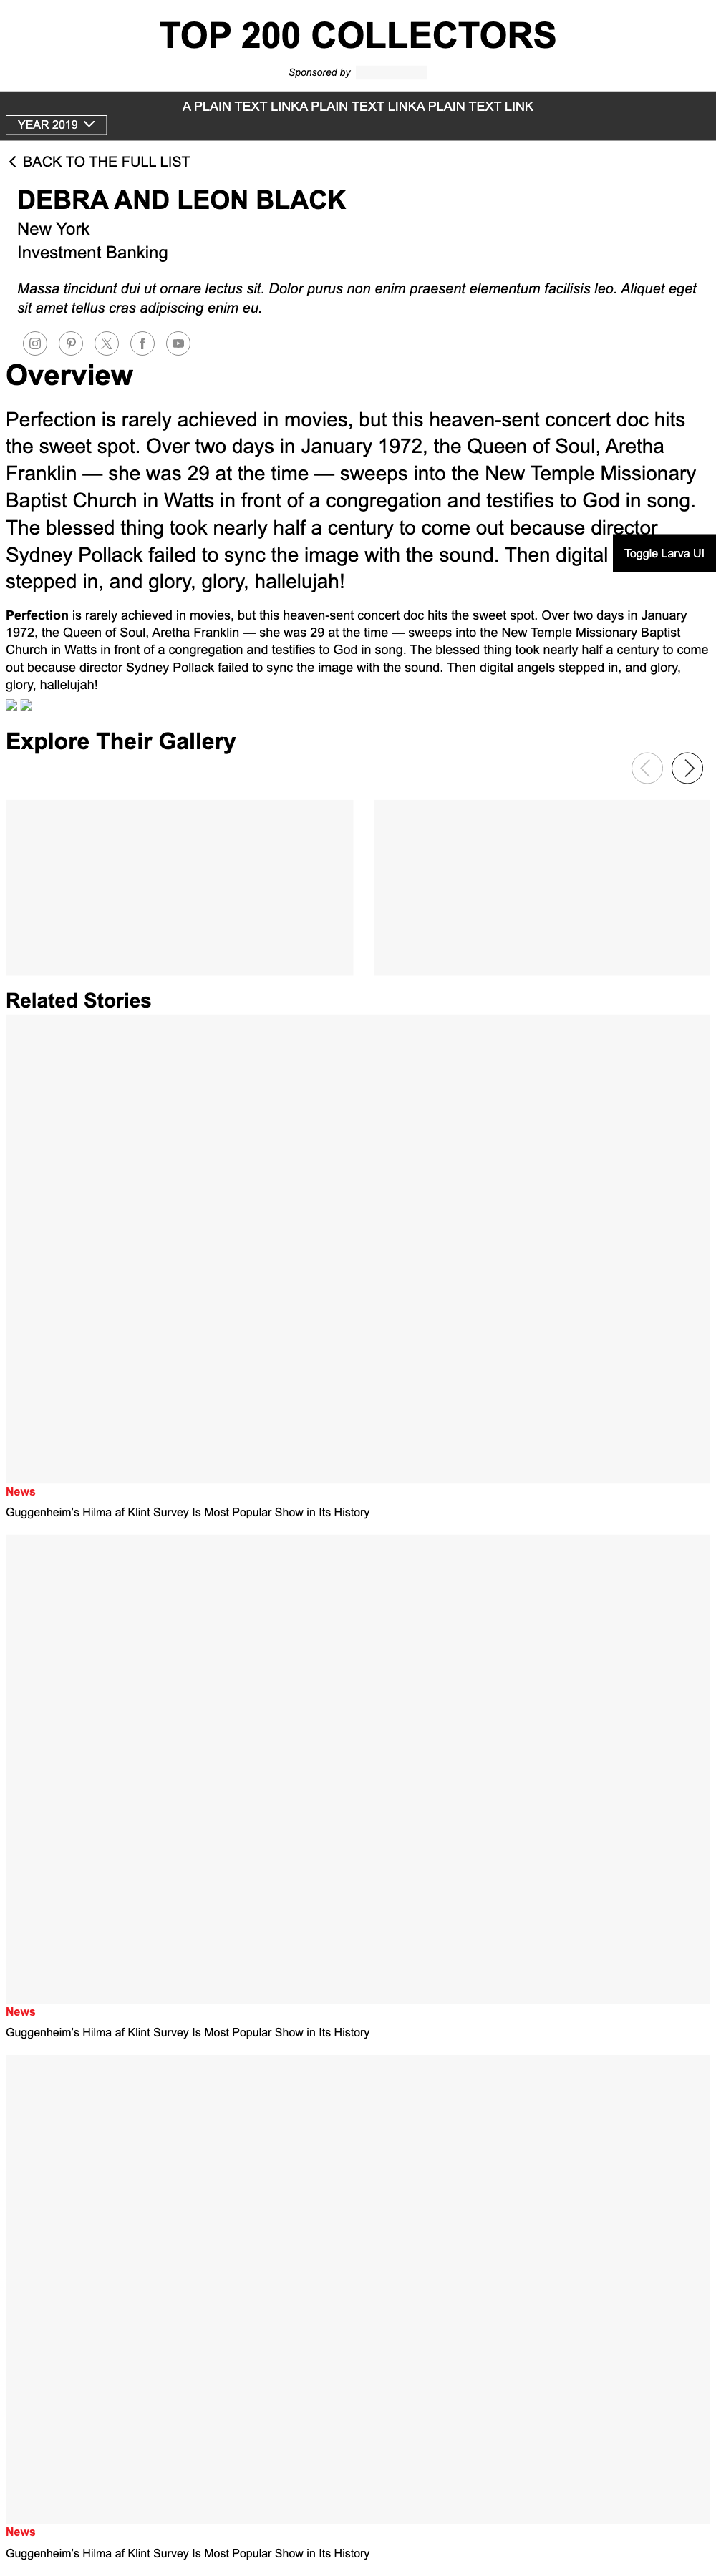 TOP 200 COLLECTORS
Sponsored by
A PLAIN TEXT LINKA PLAIN TEXT LINKA PLAIN TEXT LINK
YEAR 2019
BACK TO THE FULL LIST
DEBRA AND LEON BLACK
New York
Investment Banking
Massa tincidunt dui ut ornare lectus sit. Dolor purus non enim praesent elementum facilisis leo. Aliquet eget
sit amet tellus cras adipiscing enim eu.
Overview
Perfection is rarely achieved in movies, but this heaven-sent concert doc hits
the sweet spot. Over two days in January 1972, the Queen of Soul, Aretha
Franklin — she was 29 at the time — sweeps into the New Temple Missionary
Baptist Church in Watts in front of a congregation and testifies to God in song.
The blessed thing took nearly half a century to come out because director
Sydney Pollack failed to sync the image with the sound. Then digital
Toggle Larva UI
stepped in, and glory, glory, hallelujah!
Perfection is rarely achieved in movies, but this heaven-sent concert doc hits the sweet spot. Over two days in January
1972, the Queen of Soul, Aretha Franklin — she was 29 at the time — sweeps into the New Temple Missionary Baptist
Church in Watts in front of a congregation and testifies to God in song. The blessed thing took nearly half a century to come
out because director Sydney Pollack failed to sync the image with the sound. Then digital angels stepped in, and glory,
glory, hallelujah!
Explore Their Gallery
Related Stories
News
Guggenheim's Hilma af Klint Survey Is Most Popular Show in Its History
News
Guggenheim's Hilma af Klint Survey Is Most Popular Show in Its History
News
Guggenheim's Hilma af Klint Survey Is Most Popular Show in Its History